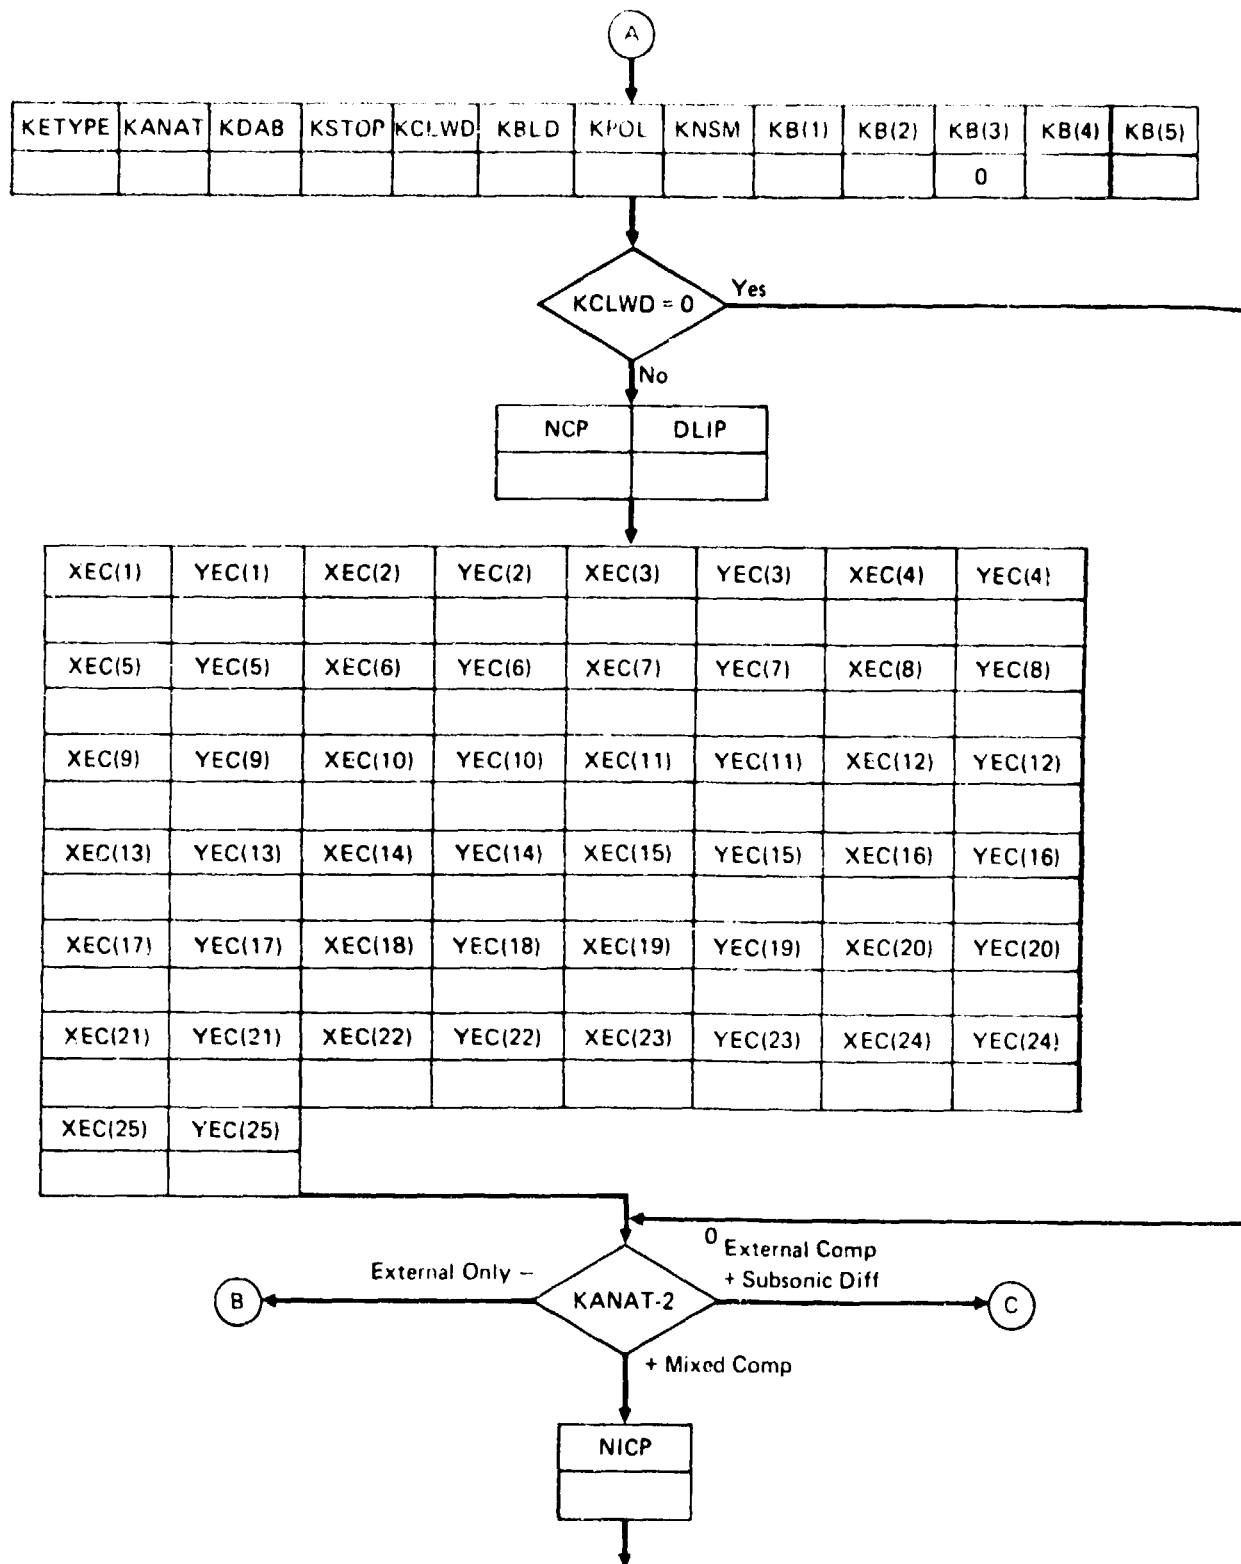 A
KETYPE KANAT KDAB KSTOP KCLWD KBLD KPOL KNSM KB(1) KB(2) KB(3) KB(4) KB(5)
0
KCLWD = 0
Yes
No
NCP DLIP
XEC(1) YEC(1) XEC(2) YEC(2) XEC(3) YEC(3) XEC(4) YEC(4)
XEC(5) YEC(5) XEC(6) YEC(6) XEC(7) YEC(7) XEC(8) YEC(8)
XEC(9) YEC(9) XEC(10) YEC(10) XEC(11) YEC(11) XEC(12) YEC(12)
XEC(13) YEC(13) XEC(14) YEC(14) XEC(15) YEC(15) XEC(16) YEC(16)
XEC(17) YEC(17) XEC(18) YEC(18) XEC(19) YEC(19) XEC(20) YEC(20)
XEC(21) YEC(21) XEC(22) YEC(22) XEC(23) YEC(23) XEC(24) YEC(24)
XEC(25) YEC(25)
0 External Comp
+ Subsonic Diff
External Only –
B
KANAT-2
C
+ Mixed Comp
NICP